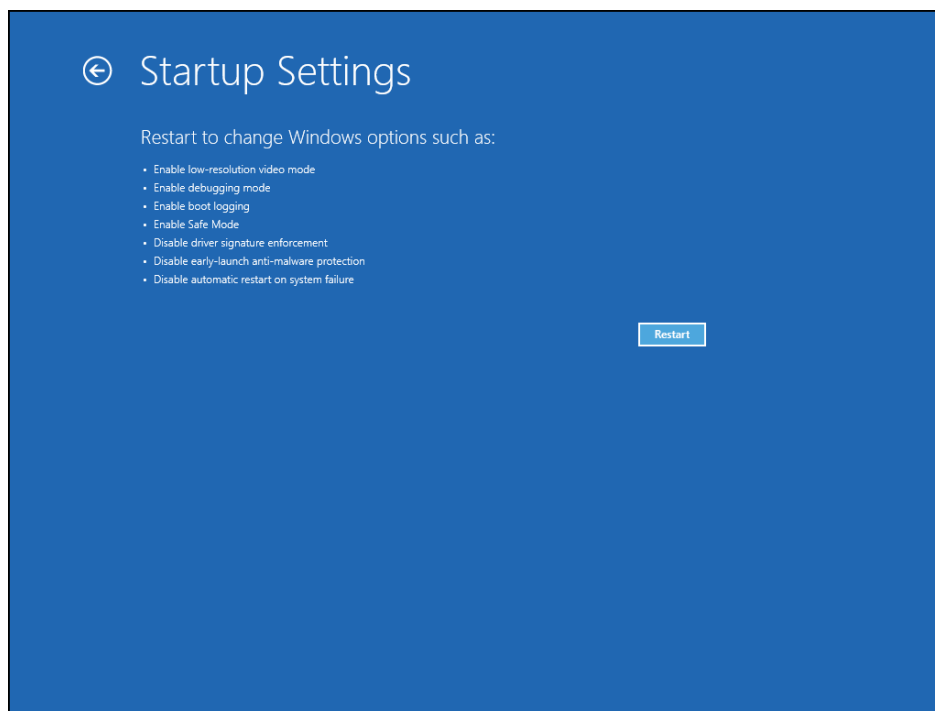 Startup Settings
Restart to change Windows options such as:
• Enable low-resolution video mode
• Enable debugging mode
• Enable boot logging
• Enable Safe Mode
• Disable driver signature enforcement
• Disable early-launch anti-malware protection
• Disable automatic restart on system failure
Restart